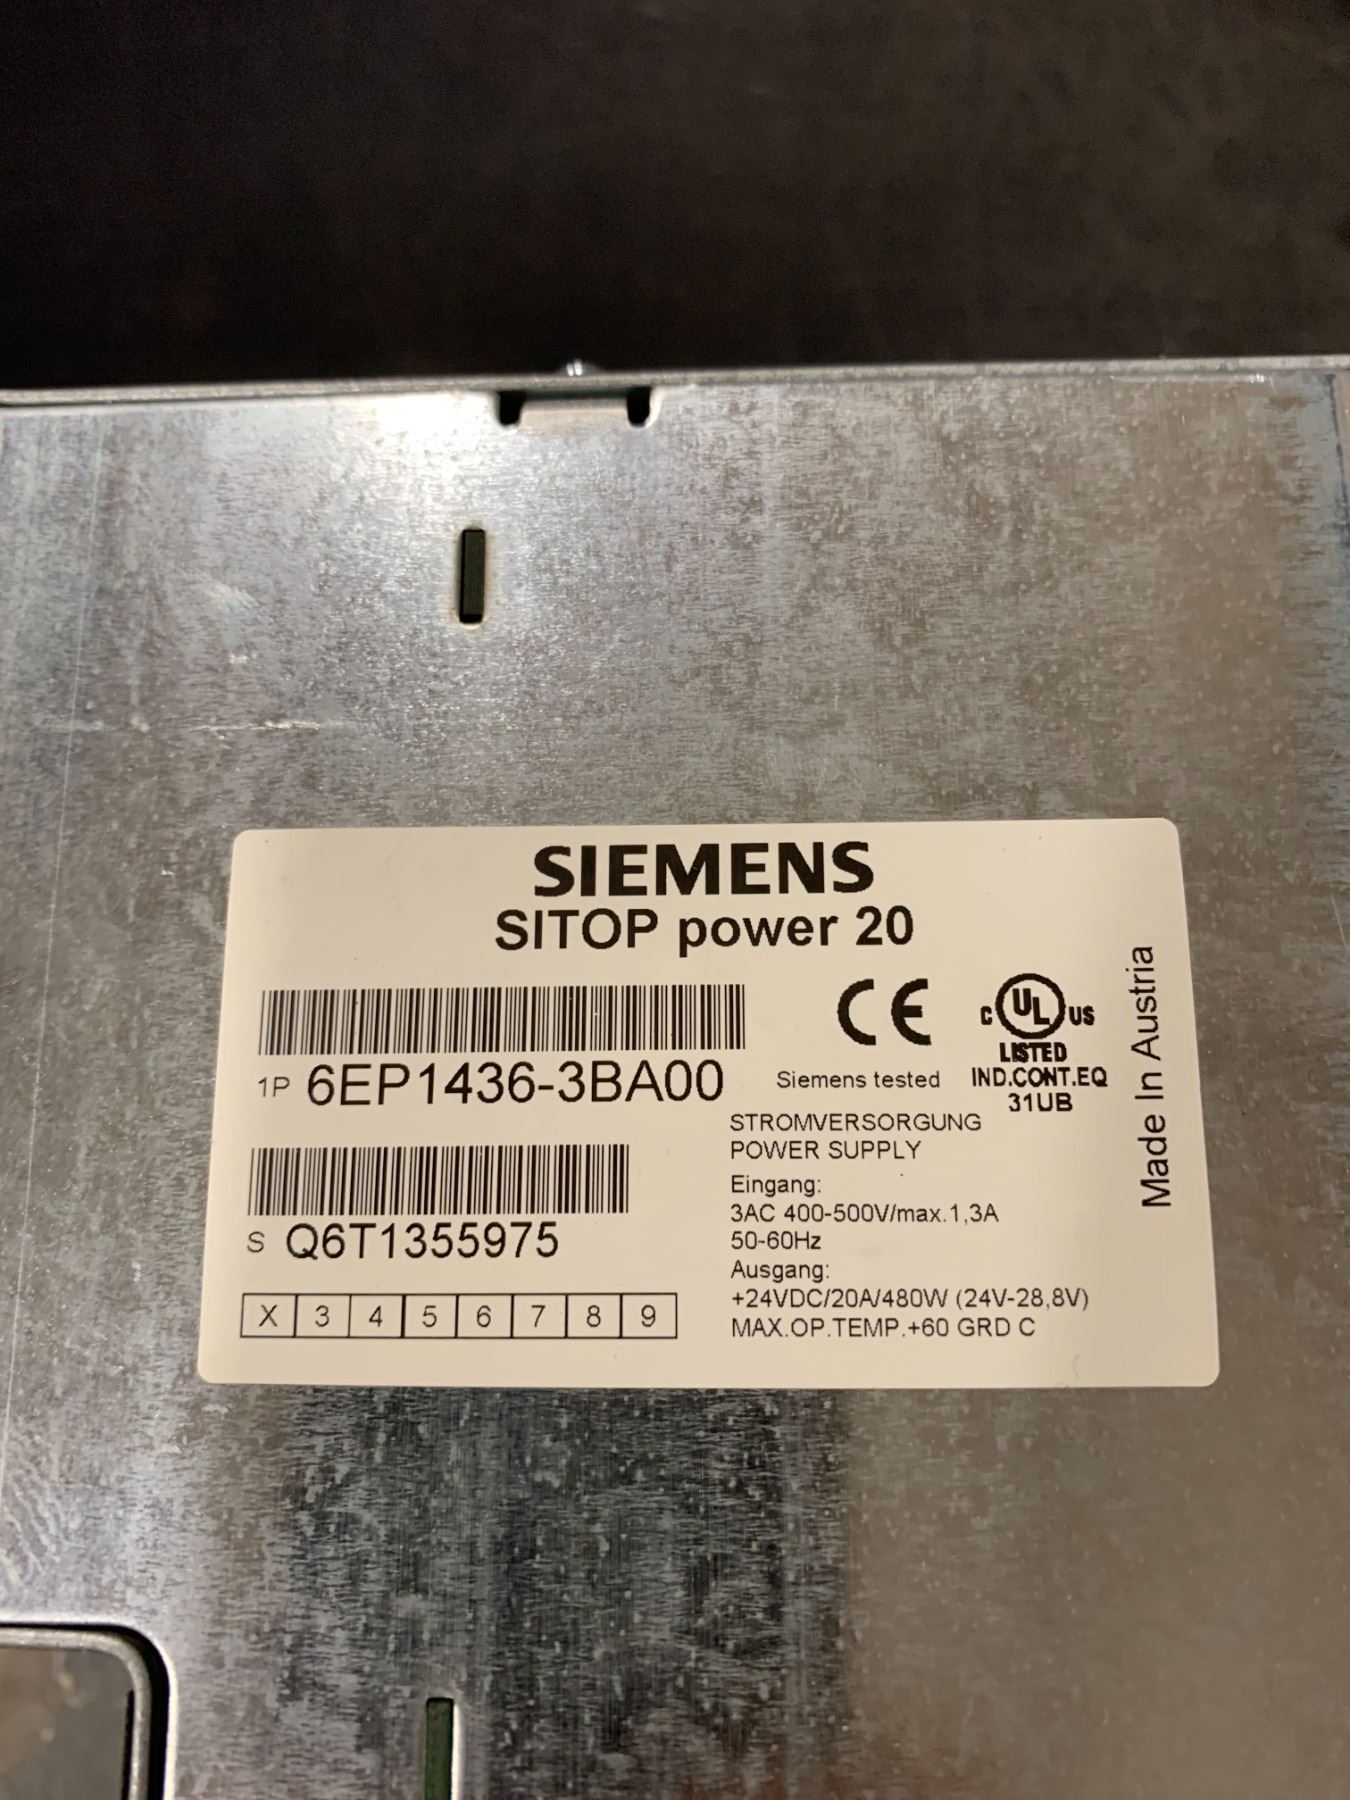 SIEMENS
SITOP power 20
1P 6EP1436-3BA00
S Q6T1355975
X 3 4 5 6 7 8 9
CE
Siemens tested
C UL US
LISTED
IND.CONT.EQ
31UB
STROMVERSORGUNG
POWER SUPPLY
Eingang:
3AC 400-500V/max.1,3A
50-60Hz
Ausgang:
+24VDC/20A/480W (24V-28,8V)
MAX.OP.TEMP.+60 GRD C
Made In Austria